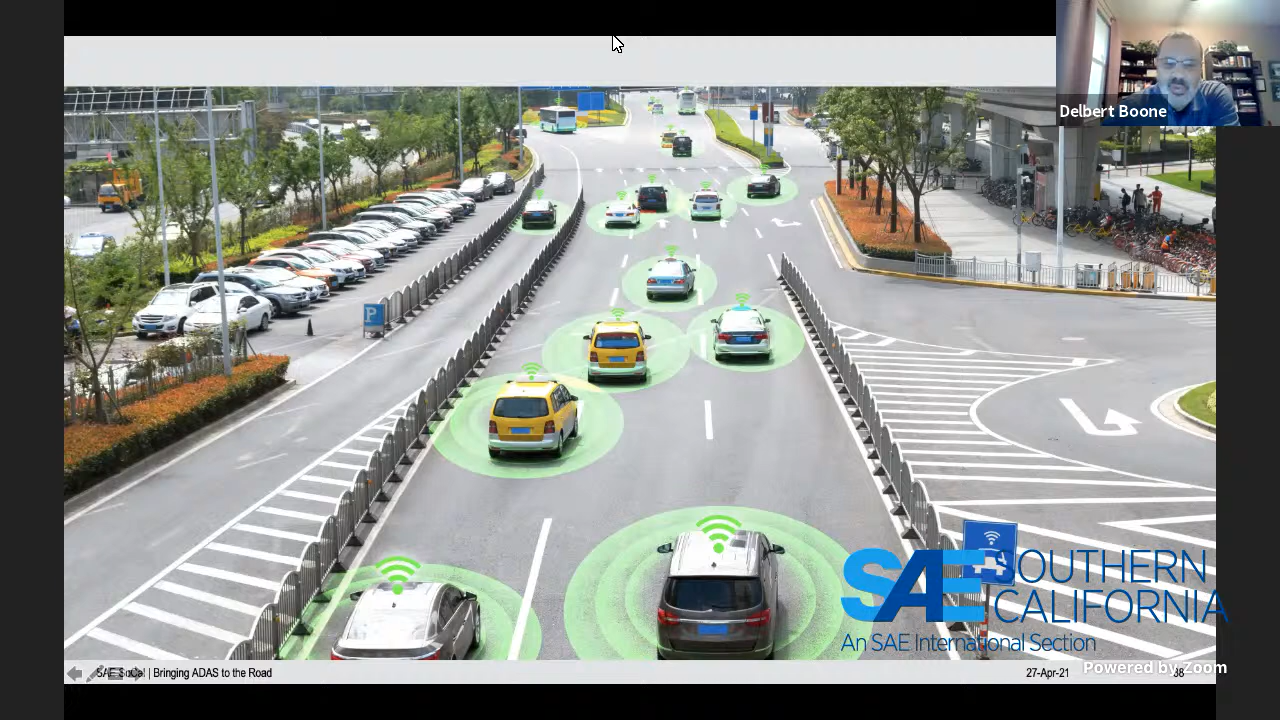 Delbert Boone
P
SAE SOUTHERN
CALIFORNIA
An SAE International Section
Powered by Zoom
SAE SoCal | Bringing ADAS to the Road
27-Apr-21
38